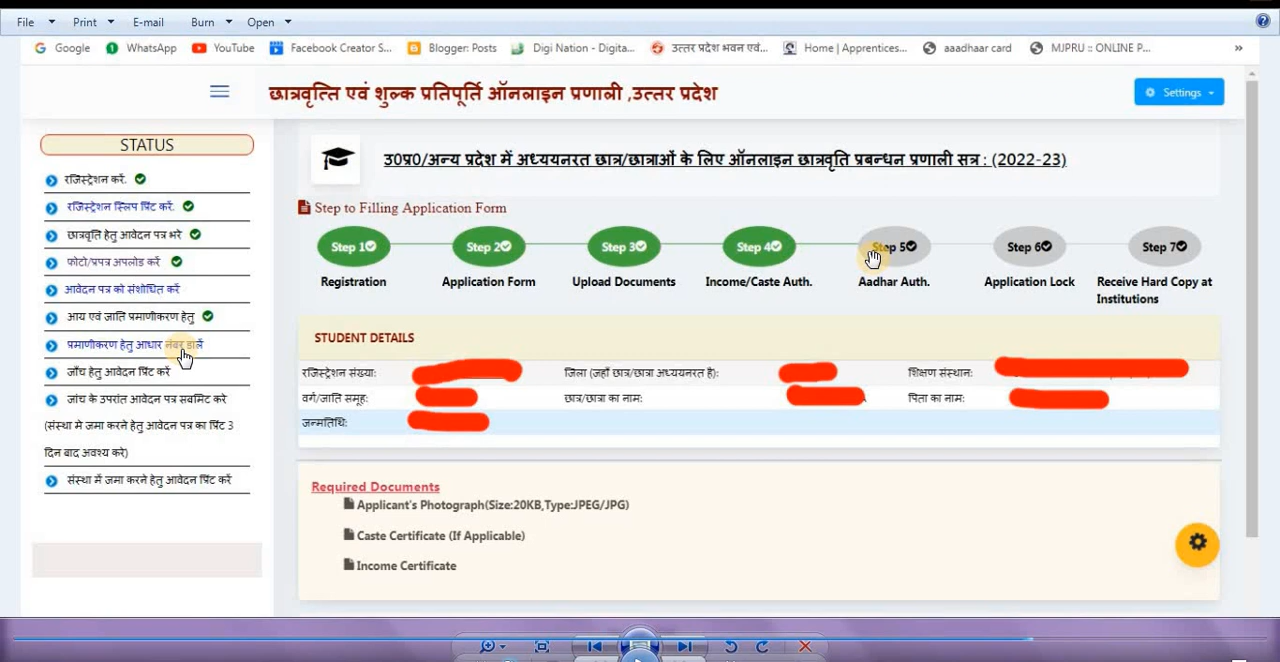 File Print E-mail Burn Open
Google WhatsApp YouTube Facebook Creator S... Blogger: Posts Digi Nation - Digita... उत्तर प्रदेश भवन एवं... Home | Apprentices... aaadhaar card MJPRU :: ONLINE P... »
छात्रवृत्ति एवं शुल्क प्रतिपूर्ति ऑनलाइन प्रणाली ,उत्तर प्रदेश
Settings
STATUS
रजिस्ट्रेशन करें.
रजिस्ट्रेशन स्लिप प्रिंट करें.
छात्रवृति हेतु आवेदन पत्र भरे
फोटो/प्रपत्र अपलोड करें
आवेदन पत्र को संशोधित करें
आय एवं जाति प्रमाणीकरण हेतु
प्रमाणीकरण हेतु आधार नंबर डालें
जाँच हेतु आवेदन प्रिंट करें
जांच के उपरांत आवेदन पत्र सबमिट करे
(संस्था मे जमा करने हेतु आवेदन पत्र का प्रिंट 3
दिन बाद अवश्य करे)
संस्था में जमा करने हेतु आवेदन प्रिंट करें
उ0प्र0/अन्य प्रदेश में अध्ययनरत छात्र/छात्राओं के लिए ऑनलाइन छात्रवृति प्रबन्धन प्रणाली सत्र : (2022-23)
Step to Filling Application Form
Step 1 Step 2 Step 3 Step 4 Step 5 Step 6 Step 7
Registration Application Form Upload Documents Income/Caste Auth. Aadhar Auth. Application Lock Receive Hard Copy at
Institutions
STUDENT DETAILS
रजिस्ट्रेशन संख्या: जिला (जहाँ छात्र/छात्रा अध्ययनरत है): शिक्षण संस्थान:
वर्ग/जाति समूह: छात्र/छात्रा का नाम: पिता का नाम:
जन्मतिथि:
Required Documents
Applicant's Photograph(Size:20KB,Type:JPEG/JPG)
Caste Certificate (If Applicable)
Income Certificate